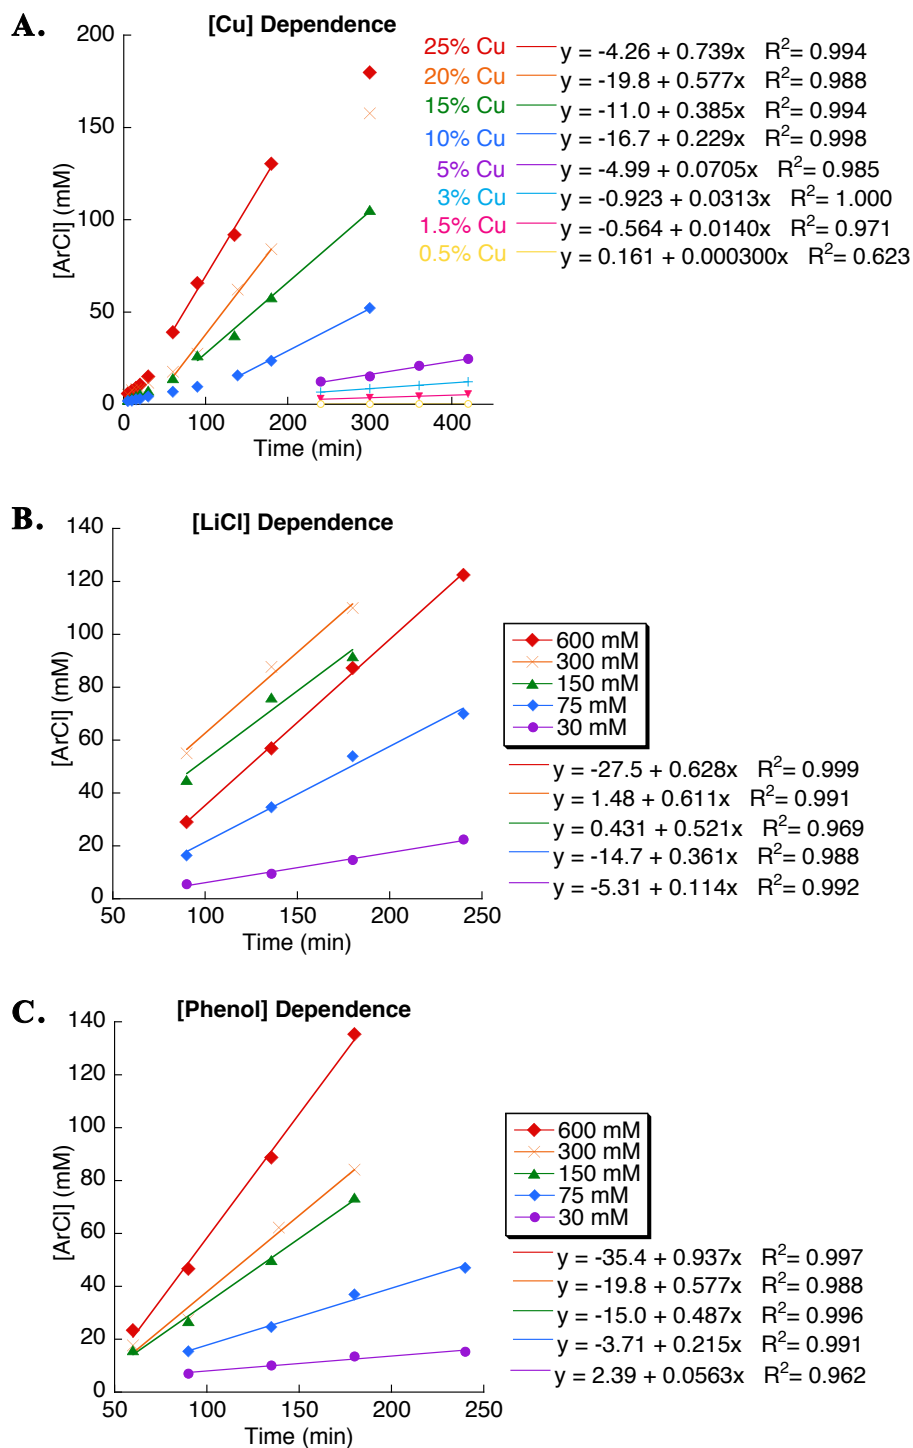 A.
[Cu] Dependence
200
150
100
50
0
[ArCl] (mM)
0 100 200 300 400
Time (min)
25% Cu y = -4.26 + 0.739x R²= 0.994
20% Cu y = -19.8 + 0.577x R²= 0.988
15% Cu y = -11.0 + 0.385x R²= 0.994
10% Cu y = -16.7 + 0.229x R²= 0.998
5% Cu y = -4.99 + 0.0705x R²= 0.985
3% Cu y = -0.923 + 0.0313x R²= 1.000
1.5% Cu y = -0.564 + 0.0140x R²= 0.971
0.5% Cu y = 0.161 + 0.000300x R²= 0.623
B.
[LiCl] Dependence
140
120
100
80
60
40
20
0
[ArCl] (mM)
50 100 150 200 250
Time (min)
600 mM
300 mM
150 mM
75 mM
30 mM
y = -27.5 + 0.628x R²= 0.999
y = 1.48 + 0.611x R²= 0.991
y = 0.431 + 0.521x R²= 0.969
y = -14.7 + 0.361x R²= 0.988
y = -5.31 + 0.114x R²= 0.992
C.
[Phenol] Dependence
140
120
100
80
60
40
20
0
[ArCl] (mM)
50 100 150 200 250
Time (min)
600 mM
300 mM
150 mM
75 mM
30 mM
y = -35.4 + 0.937x R²= 0.997
y = -19.8 + 0.577x R²= 0.988
y = -15.0 + 0.487x R²= 0.996
y = -3.71 + 0.215x R²= 0.991
y = 2.39 + 0.0563x R²= 0.962